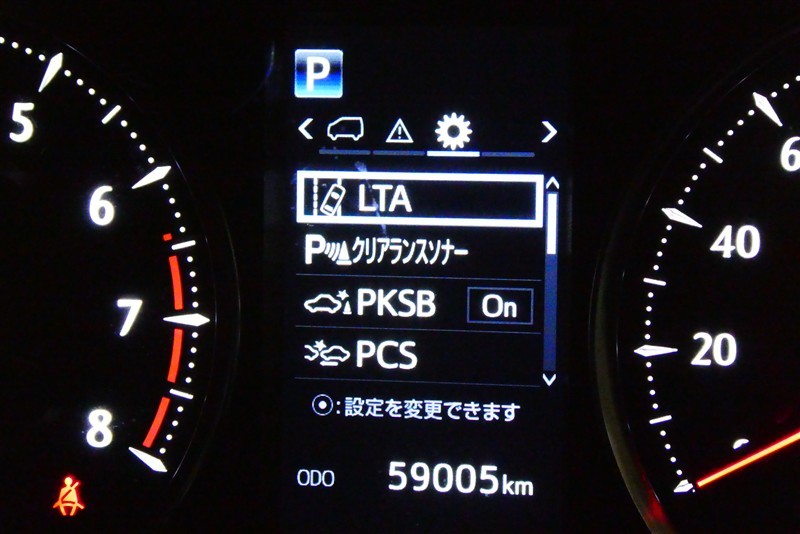 P
LTA
Pクリアランスソナー
PKSB On
PCS
:設定を変更できます
ODO 59005km
5
6
7
8
6
40
20